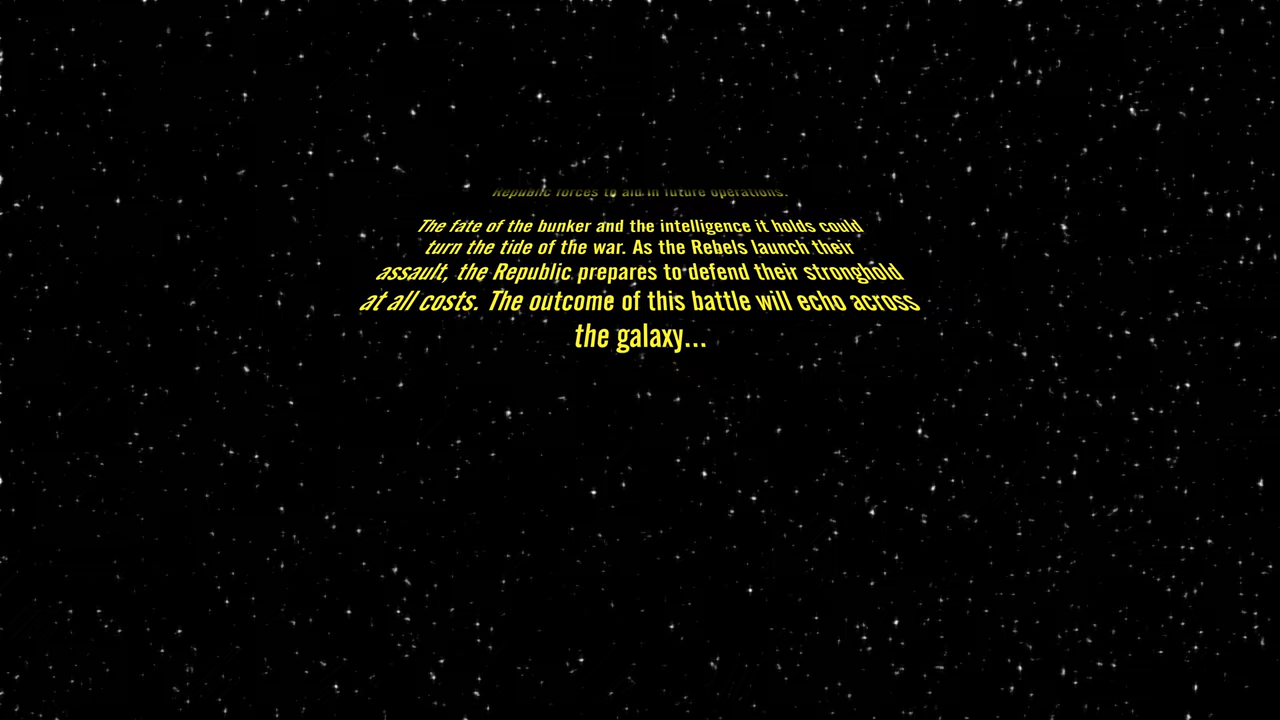 Republic forces to aid in future operations.
The fate of the bunker and the intelligence it holds could
turn the tide of the war. As the Rebels launch their
assault, the Republic prepares to defend their stronghold
at all costs. The outcome of this battle will echo across
the galaxy...